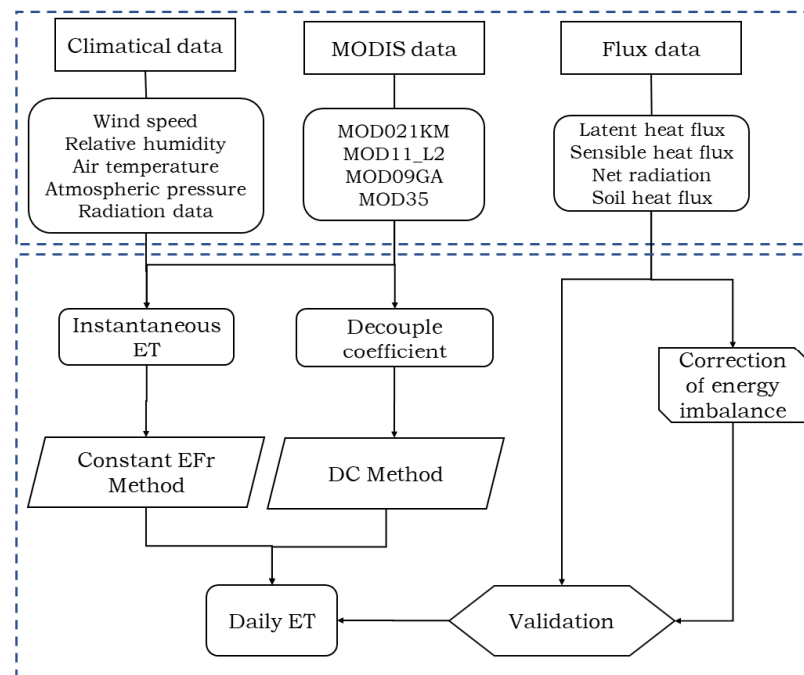 Climatical data
MODIS data
Flux data
Wind speed
Relative humidity
Air temperature
Atmospheric pressure
Radiation data
MOD021KM
MOD11_L2
MOD09GA
MOD35
Latent heat flux
Sensible heat flux
Net radiation
Soil heat flux
Instantaneous
ET
Decouple
coefficient
Correction
of energy
imbalance
Constant EFr
Method
DC Method
Daily ET
Validation